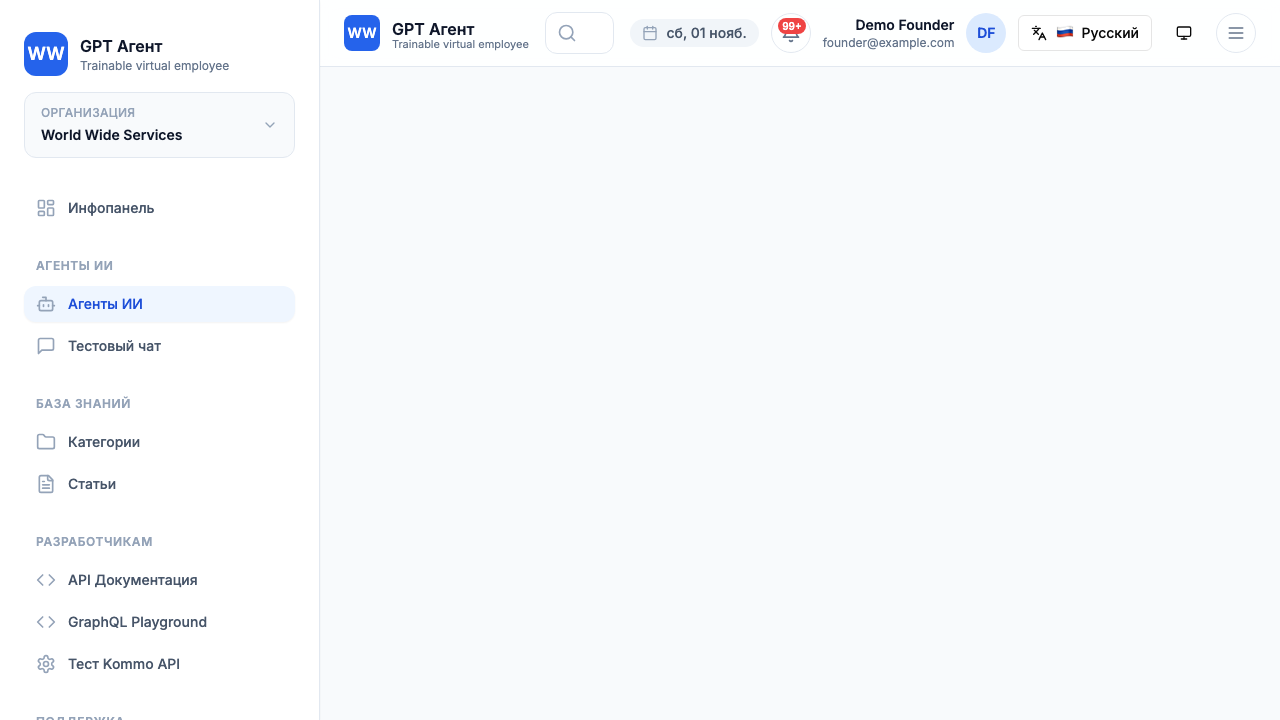 WW
GPT Агент
Trainable virtual employee
ОРГАНИЗАЦИЯ
World Wide Services
Инфопанель
АГЕНТЫ ИИ
Агенты ИИ
Тестовый чат
БАЗА ЗНАНИЙ
Категории
Статьи
РАЗРАБОТЧИКАМ
API Документация
GraphQL Playground
Тест Kommo API
ПОДДЕРЖКА
WW
GPT Агент
Trainable virtual employee
сб, 01 нояб.
99+
Demo Founder
founder@example.com
DF
Русский